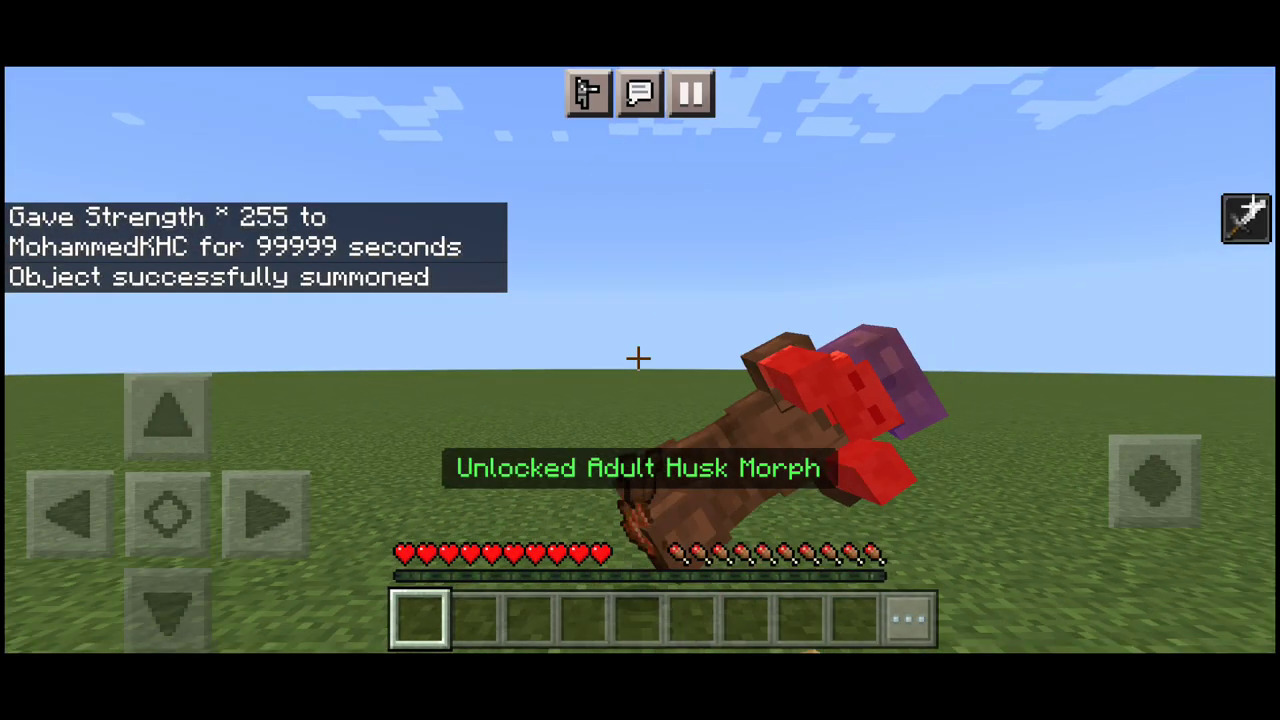 Gave Strength * 255 to
MohammedKHC for 99999 seconds
Object successfully summoned
Unlocked Adult Husk Morph